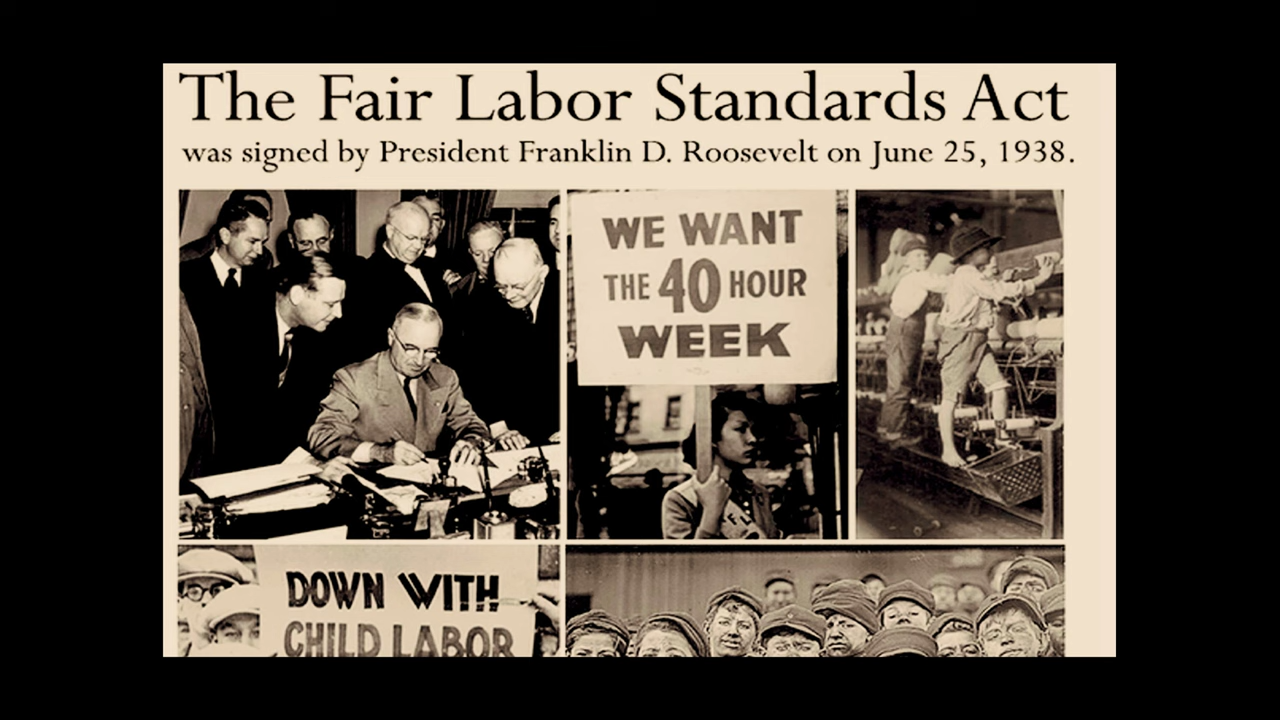 The Fair Labor Standards Act
was signed by President Franklin D. Roosevelt on June 25, 1938.
WE WANT
THE 40 HOUR
WEEK
DOWN WITH
CHILD LABOR